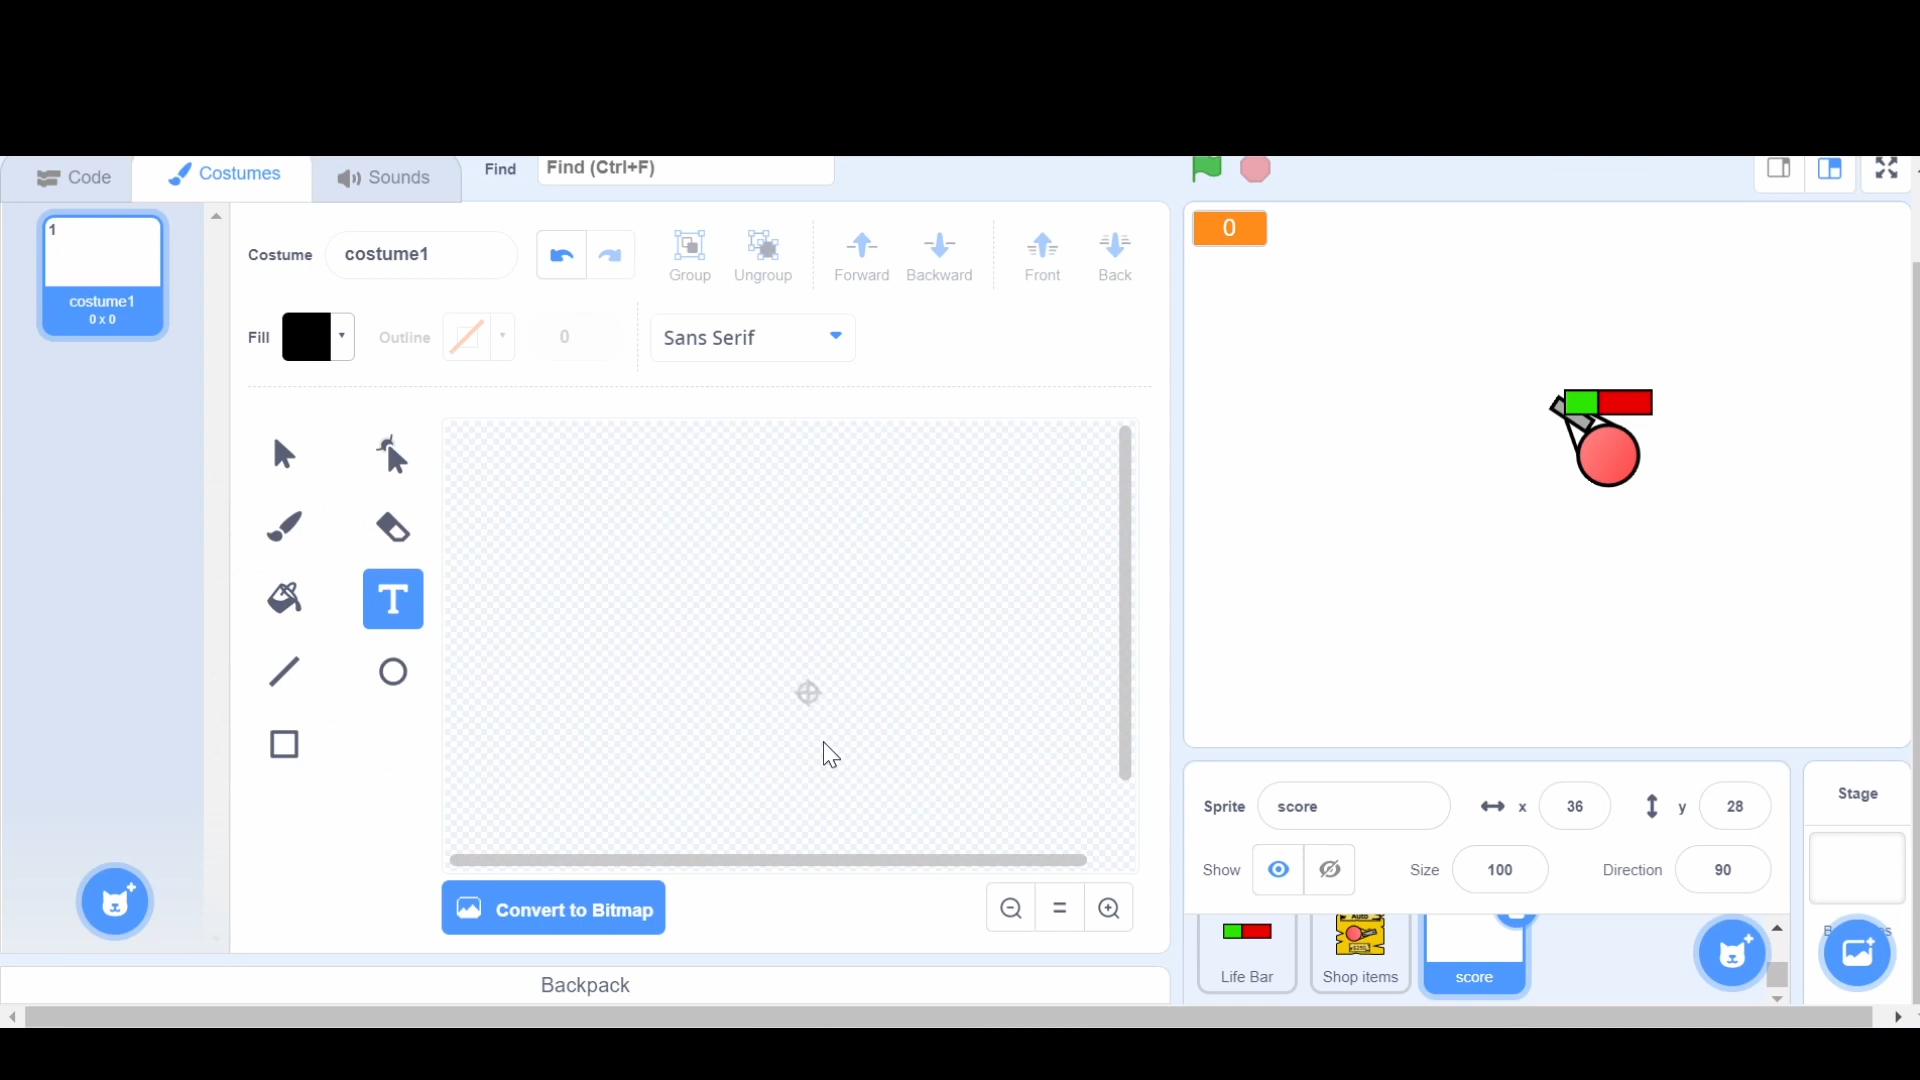 Code
Costumes
Sounds
Find
Find (Ctrl+F)
1
costume1
0 x 0
Costume
costume1
Group
Ungroup
Forward
Backward
Front
Back
Fill
Outline
0
Sans Serif
T
Convert to Bitmap
=
Backpack
0
Sprite
score
x
36
y
28
Show
Size
100
Direction
90
Stage
Auto
Life Bar
Shop items
score